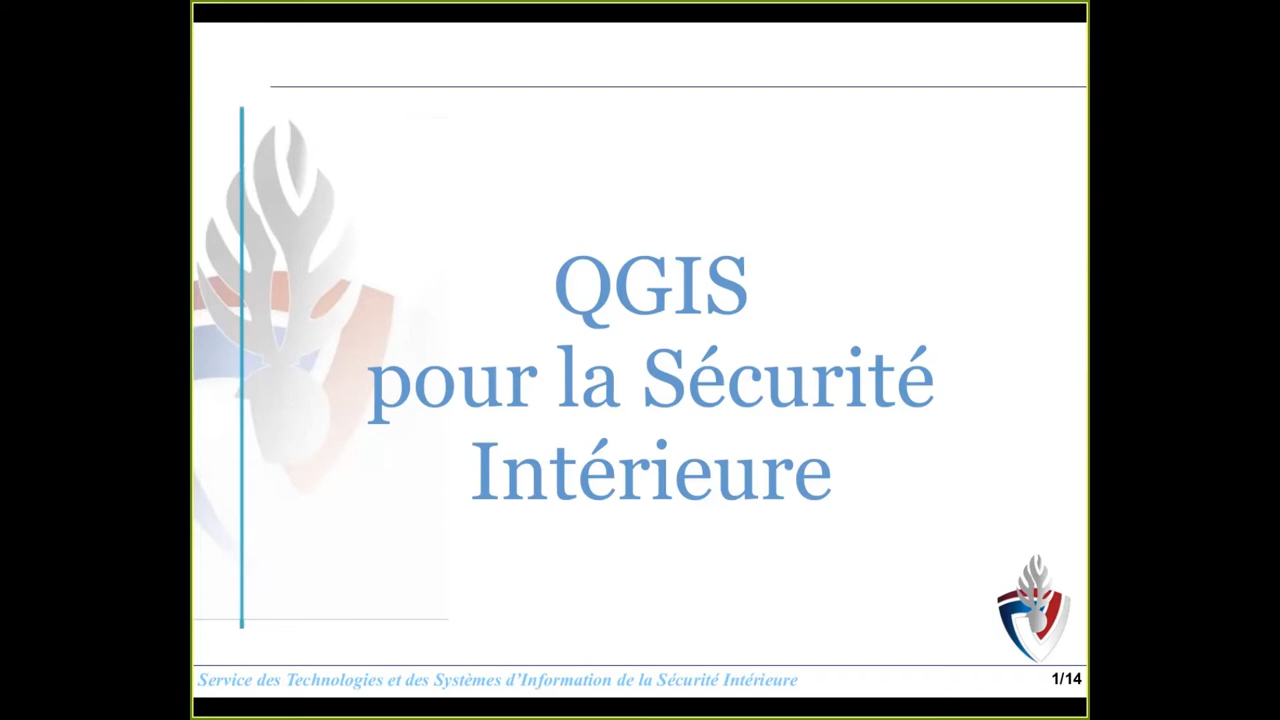 QGIS
pour la Sécurité
Intérieure
Service des Technologies et des Systèmes d’Information de la Sécurité Intérieure
1/14